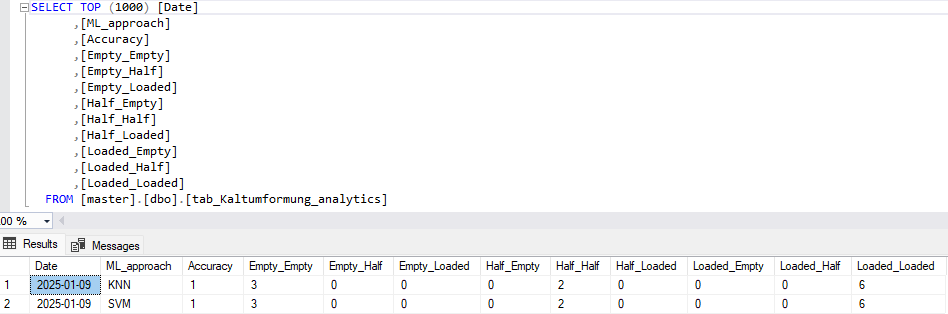 SELECT TOP (1000) [Date]
,[ML_approach]
,[Accuracy]
,[Empty_Empty]
,[Empty_Half]
,[Empty_Loaded]
,[Half_Empty]
,[Half_Half]
,[Half_Loaded]
,[Loaded_Empty]
,[Loaded_Half]
,[Loaded_Loaded]
FROM [master].[dbo].[tab_Kaltumformung_analytics]
00 %
Results Messages
Date ML_approach Accuracy Empty_Empty Empty_Half Empty_Loaded Half_Empty Half_Half Half_Loaded Loaded_Empty Loaded_Half Loaded_Loaded
1 2025-01-09 KNN 1 3 0 0 0 2 0 0 0 6
2 2025-01-09 SVM 1 3 0 0 0 2 0 0 0 6